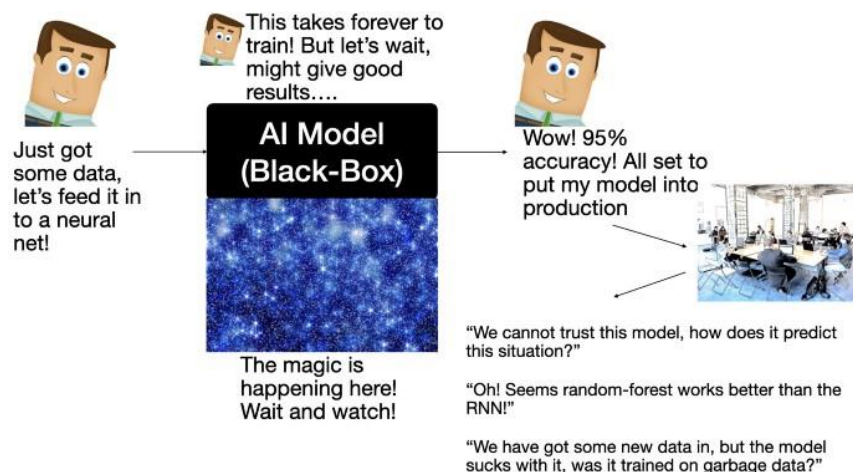 Just got
some data,
let's feed it in
to a neural
net!
This takes forever to
train! But let's wait,
might give good
results....
AI Model
(Black-Box)
The magic is
happening here!
Wait and watch!
Wow! 95%
accuracy! All set to
put my model into
production
“We cannot trust this model, how does it predict
this situation?”
“Oh! Seems random-forest works better than the
RNN!”
“We have got some new data in, but the model
sucks with it, was it trained on garbage data?”